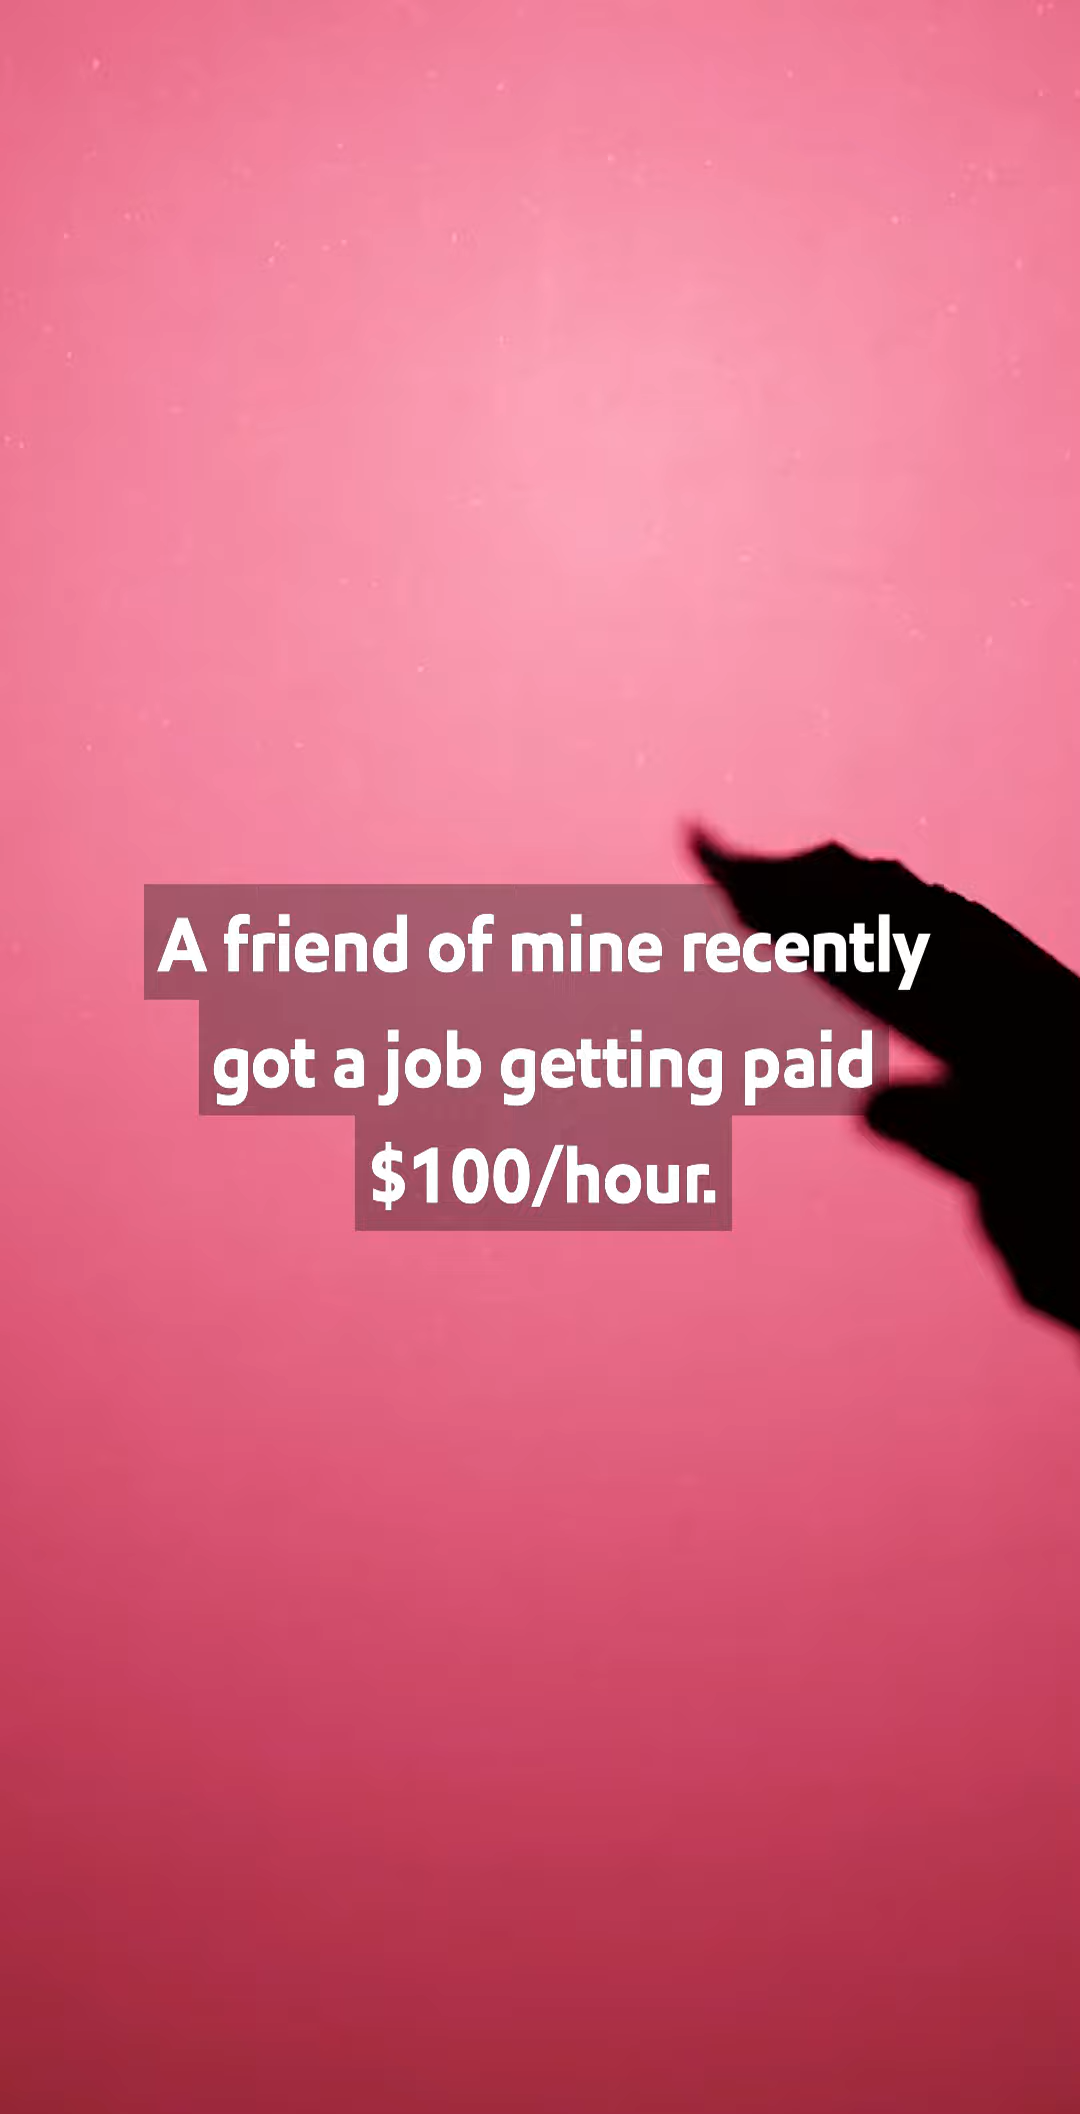 A friend of mine recently
got a job getting paid
$100/hour.